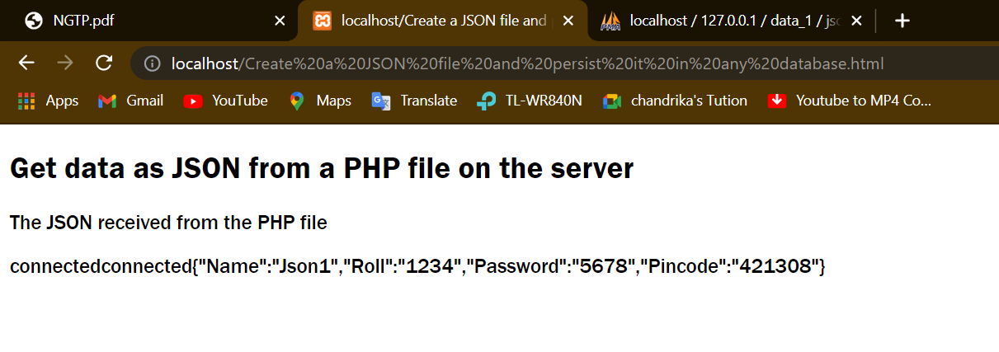 NGTP.pdf
localhost/Create a JSON file and
localhost / 127.0.0.1 / data_1 / jsc
localhost/Create%20a%20JSON%20file%20and%20persist%20it%20in%20any%20database.html
Apps Gmail YouTube Maps Translate TL-WR840N chandrika's Tution Youtube to MP4 Co...
Get data as JSON from a PHP file on the server
The JSON received from the PHP file
connectedconnected{"Name":"Json1","Roll":"1234","Password":"5678","Pincode":"421308"}